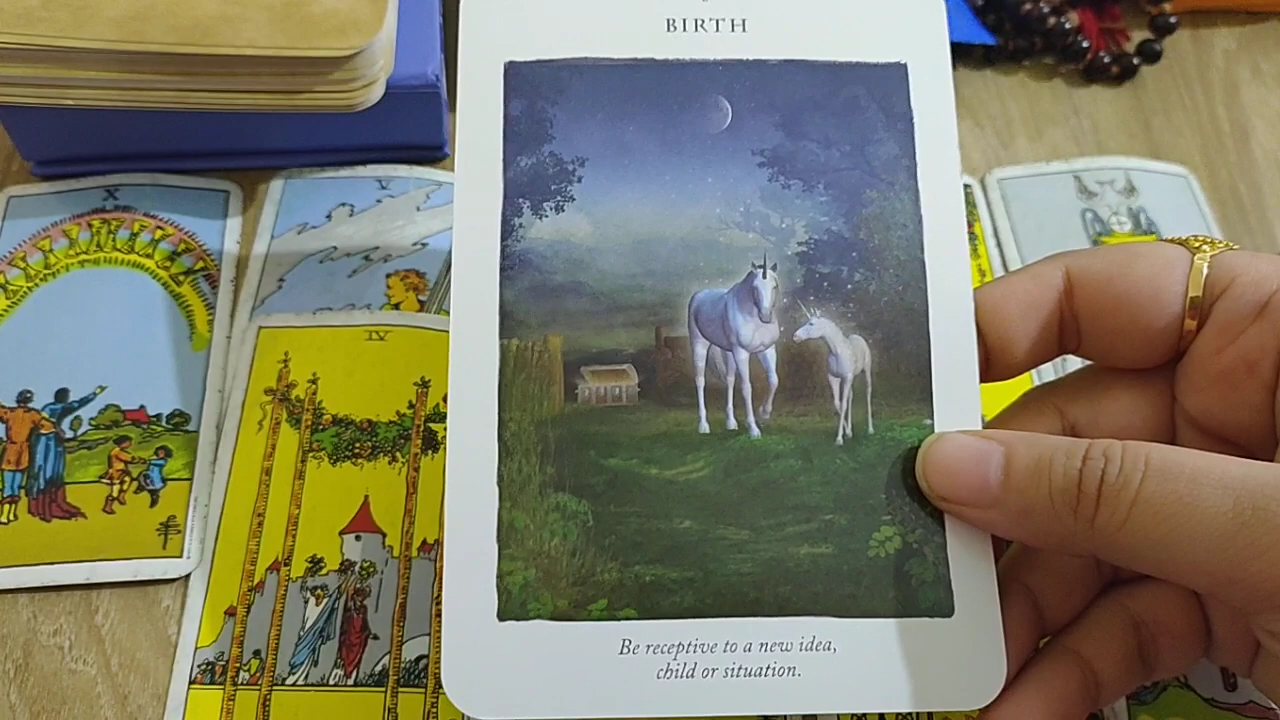 BIRTH
X
V
IV
Be receptive to a new idea,
child or situation.